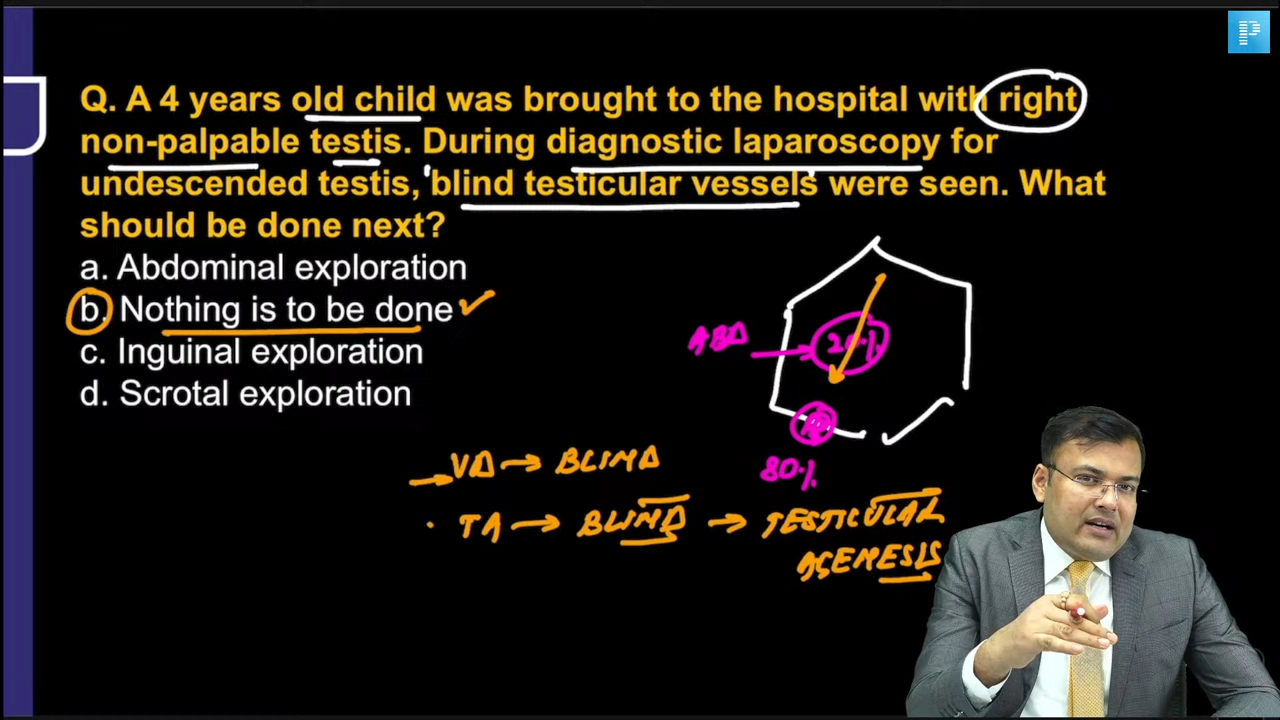 P
Q. A 4 years old child was brought to the hospital with right
non-palpable testis. During diagnostic laparoscopy for
undescended testis, blind testicular vessels were seen. What
should be done next?
a. Abdominal exploration
b. Nothing is to be done
c. Inguinal exploration
d. Scrotal exploration
ABD → 20%
80%
→ VD → BLIND
• TA → BLIND → TESTICULAR
AGENESIS